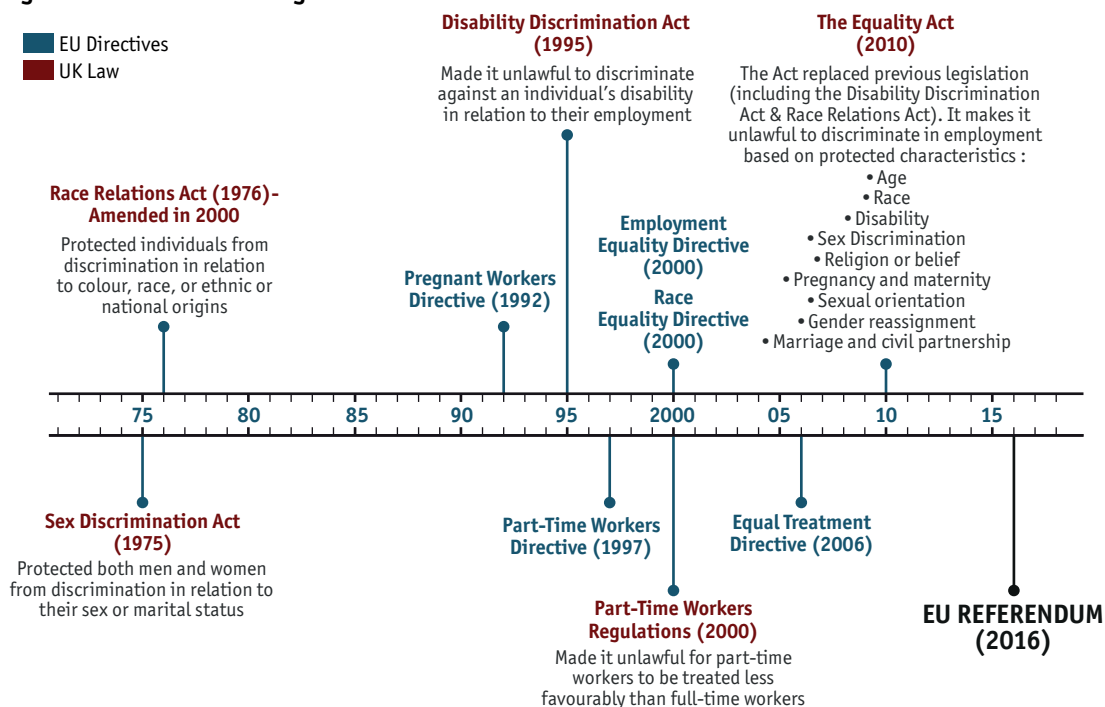 EU Directives
UK Law
Disability Discrimination Act
(1995)
Made it unlawful to discriminate
against an individual's disability
in relation to their employment
The Equality Act
(2010)
The Act replaced previous legislation
(including the Disability Discrimination
Act & Race Relations Act). It makes it
unlawful to discriminate in employment
based on protected characteristics :
• Age
• Race
• Disability
• Sex Discrimination
• Religion or belief
• Pregnancy and maternity
• Sexual orientation
• Gender reassignment
• Marriage and civil partnership
Race Relations Act (1976)-
Amended in 2000
Protected individuals from
discrimination in relation
to colour, race, or ethnic or
national origins
Pregnant Workers
Directive (1992)
Employment
Equality Directive
(2000)
Race
Equality Directive
(2000)
75 80 85 90 95 2000 05 10 15
Sex Discrimination Act
(1975)
Protected both men and women
from discrimination in relation to
their sex or marital status
Part-Time Workers
Directive (1997)
Part-Time Workers
Regulations (2000)
Made it unlawful for part-time
workers to be treated less
favourably than full-time workers
Equal Treatment
Directive (2006)
EU REFERENDUM
(2016)